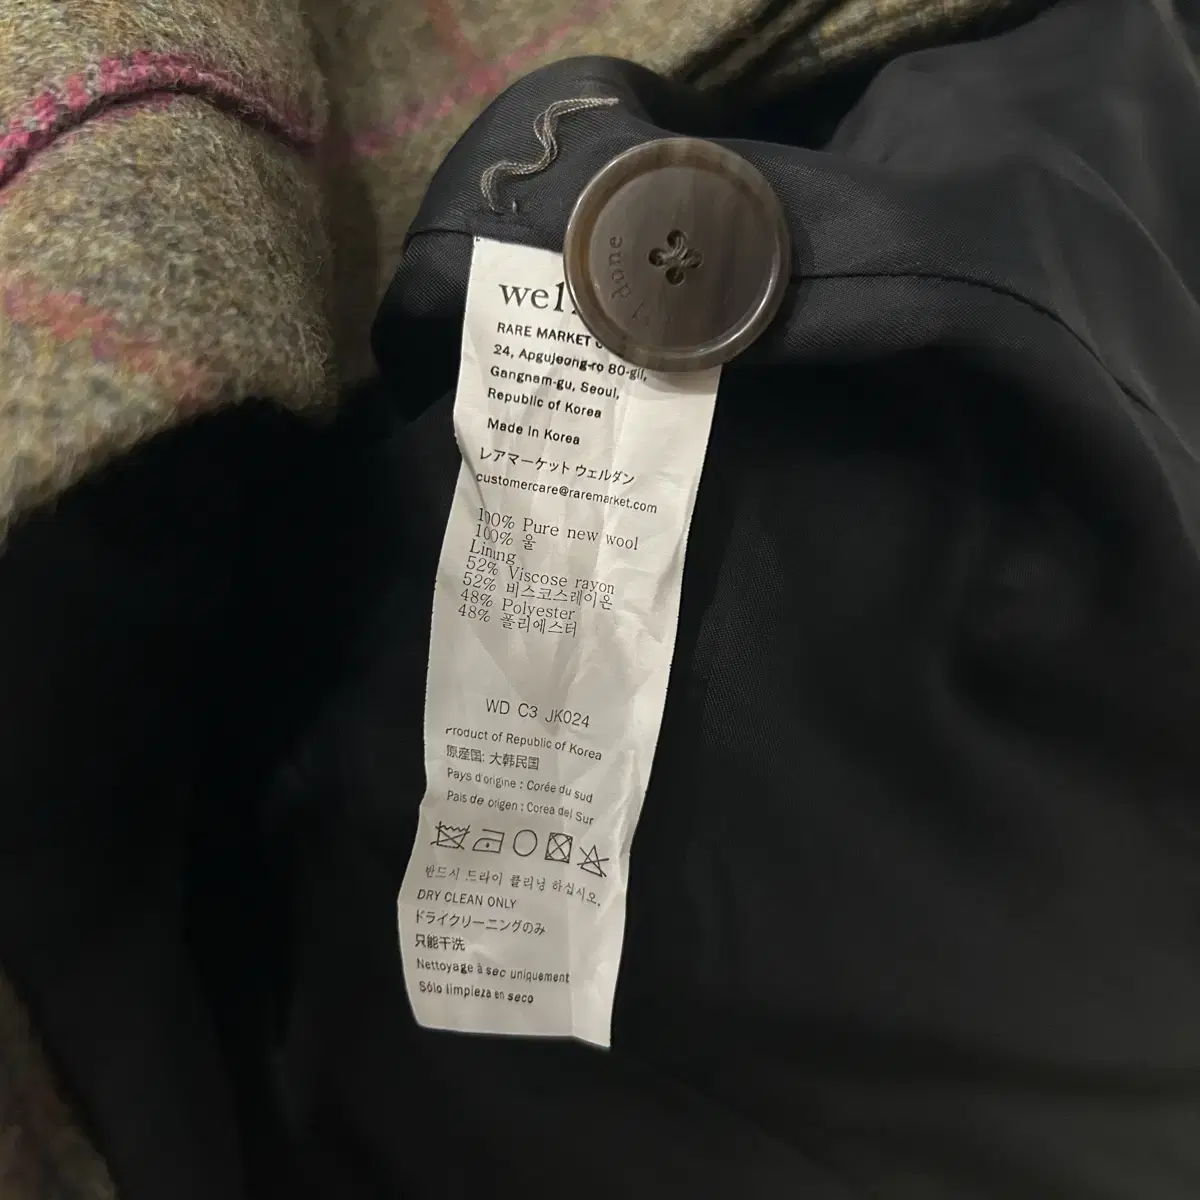 done
RARE MARKET
24, Apgujeong-ro 80-gil,
Gangnam-gu, Seoul,
Republic of Korea
Made in Korea
レアマーケット ウェルダン
customercare@raremarket.com
100% Pure new wool
100% 울
Lining
52% Viscose rayon
52% 비스코스레이온
48% Polyester
48% 폴리에스터
WD C3 JK024
Product of Republic of Korea
原産国: 大韩民国
Pays d'origine : Corée du sud
Pais de origen : Corea del Sur
반드시 드라이 클리닝 하십시오.
DRY CLEAN ONLY
ドライクリーニングのみ
只能干洗
Nettoyage à sec uniquement
Sólo limpieza en seco